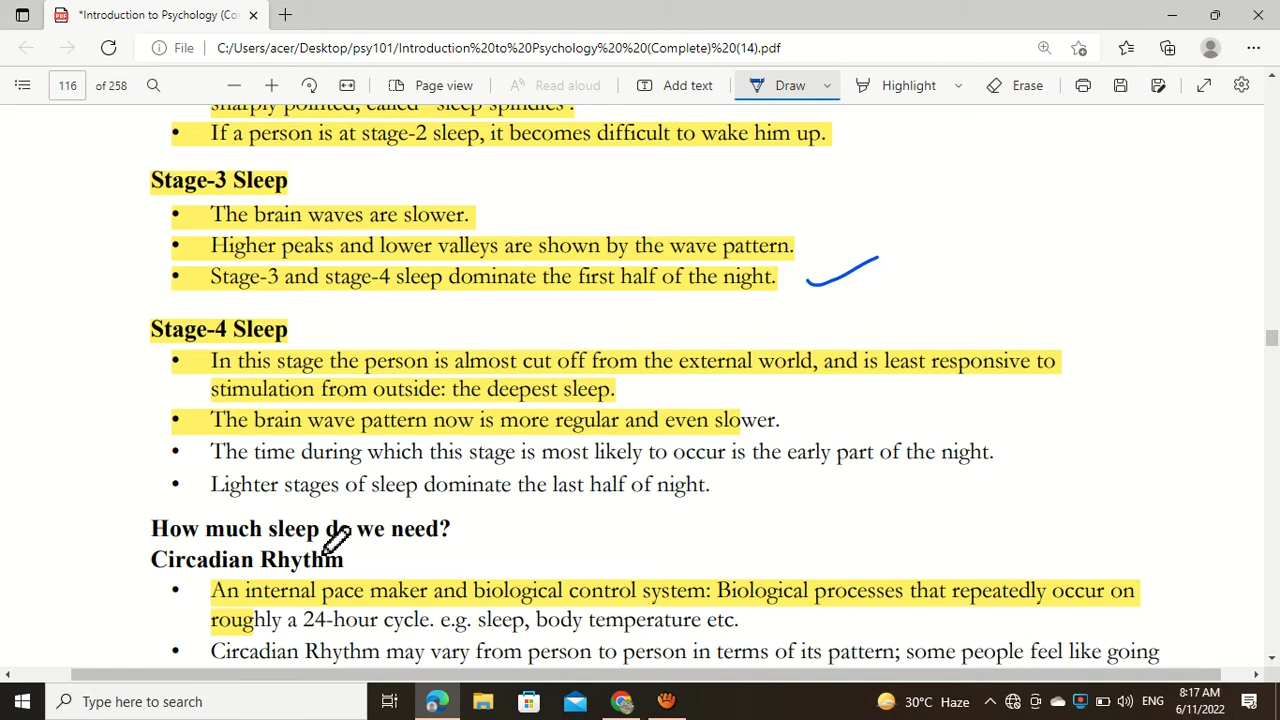 *Introduction to Psychology (Co
File
C:/Users/acer/Desktop/psy101/Introduction%20to%20Psychology%20%20(Complete)%20(14).pdf
116 of 258
Page view
Read aloud
Add text
Draw
Highlight
Erase
sharply pointed, called "sleep spindles".
• If a person is at stage-2 sleep, it becomes difficult to wake him up.
Stage-3 Sleep
• The brain waves are slower.
• Higher peaks and lower valleys are shown by the wave pattern.
• Stage-3 and stage-4 sleep dominate the first half of the night.
Stage-4 Sleep
• In this stage the person is almost cut off from the external world, and is least responsive to
stimulation from outside: the deepest sleep.
• The brain wave pattern now is more regular and even slower.
• The time during which this stage is most likely to occur is the early part of the night.
• Lighter stages of sleep dominate the last half of night.
How much sleep do we need?
Circadian Rhythm
• An internal pace maker and biological control system: Biological processes that repeatedly occur on
roughly a 24-hour cycle. e.g. sleep, body temperature etc.
• Circadian Rhythm may vary from person to person in terms of its pattern; some people feel like going
Type here to search
30°C Haze
ENG
8:17 AM
6/11/2022